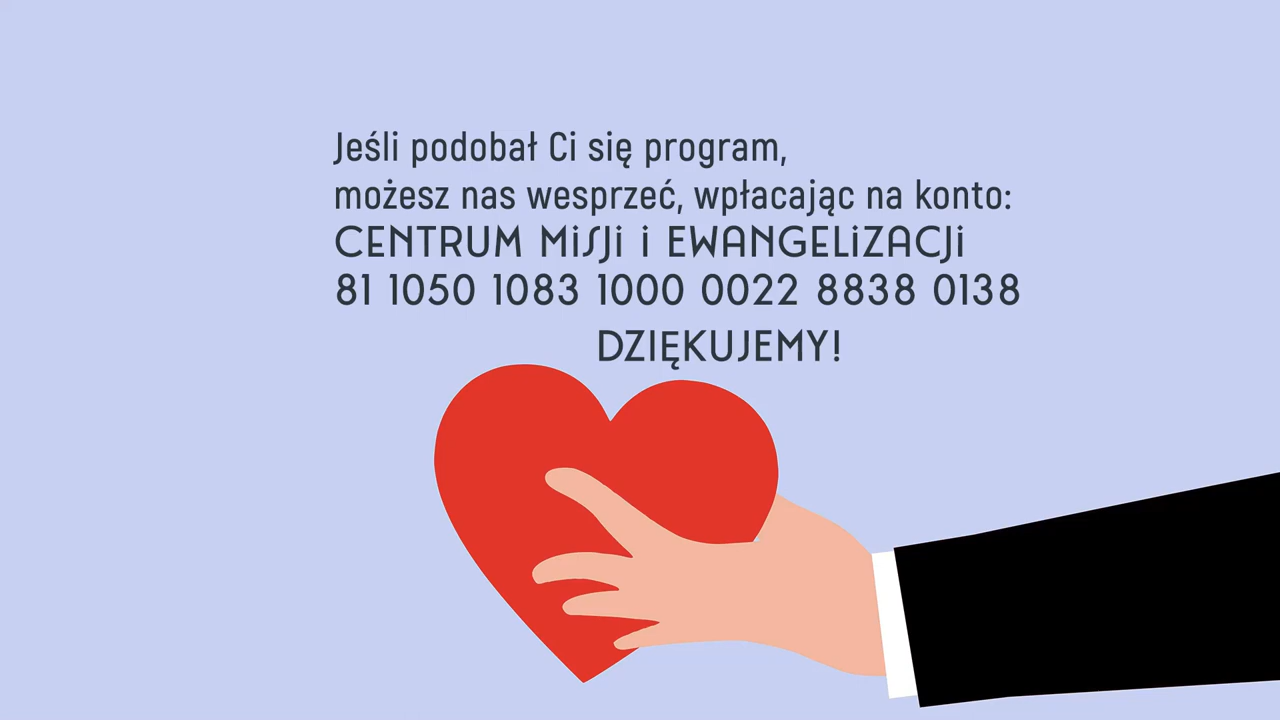 Jeśli podobał Ci się program,
możesz nas wesprzeć, wpłacając na konto:
CENTRUM MiSJi i EWANGELiZACJi
81 1050 1083 1000 0022 8838 0138
DZIĘKUJEMY!